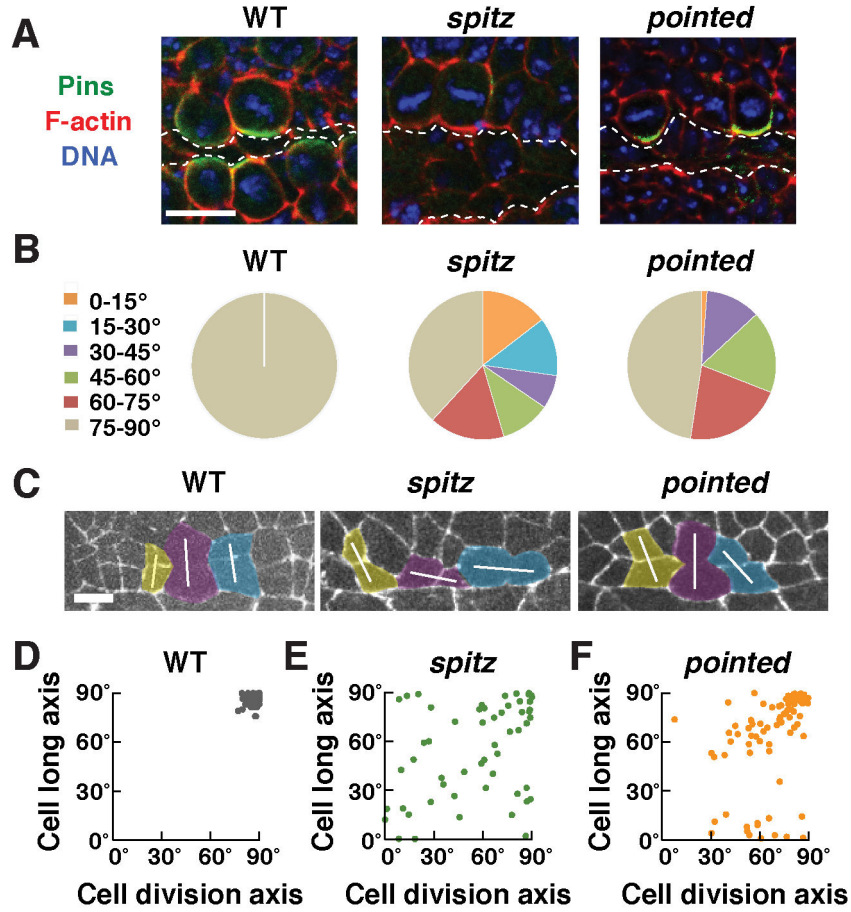 A
WT
spitz
pointed
Pins
F-actin
DNA
B
WT
spitz
pointed
0-15°
15-30°
30-45°
45-60°
60-75°
75-90°
C
WT
spitz
pointed
D
WT
Cell long axis
90°
60°
30°
0°
0° 30° 60° 90°
Cell division axis
E
spitz
Cell long axis
90°
60°
30°
0°
0° 30° 60° 90°
Cell division axis
F
pointed
Cell long axis
90°
60°
30°
0°
0° 30° 60° 90°
Cell division axis